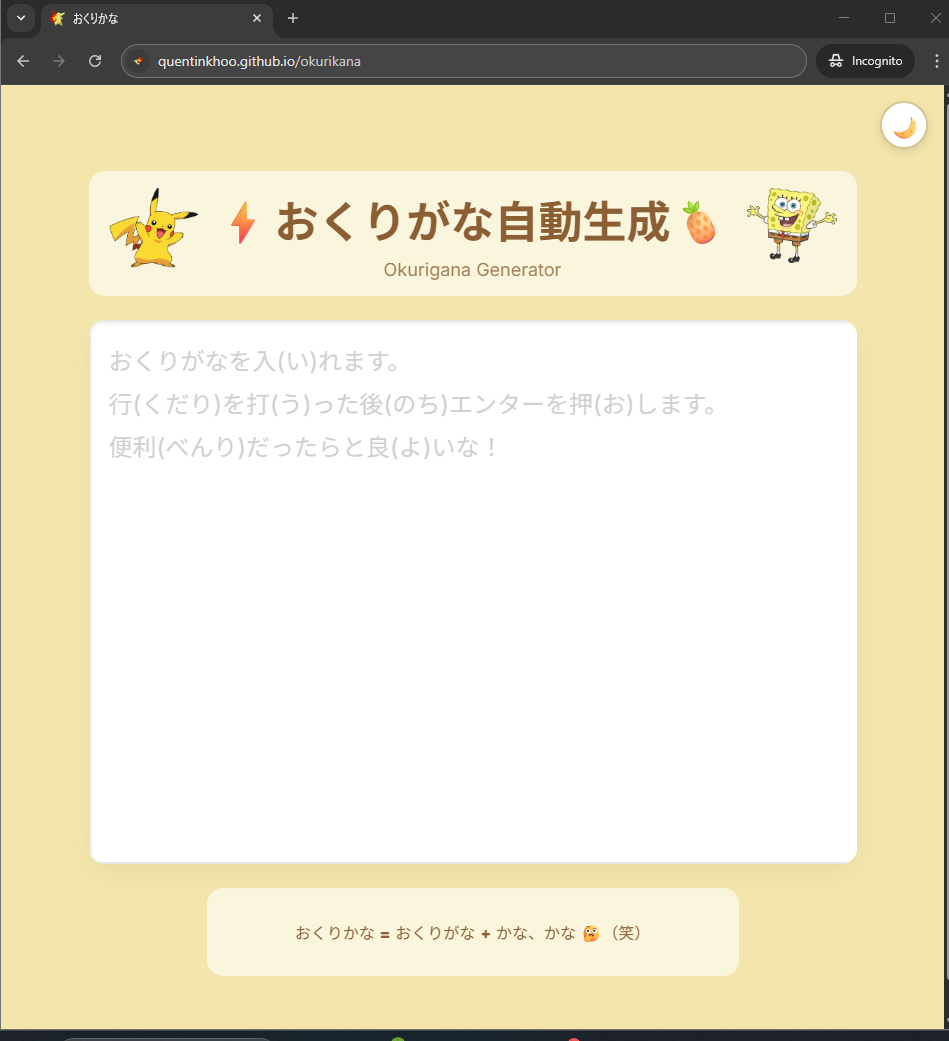 おくりかな
quentinkhoo.github.io/okurikana
Incognito
おくりがな自動生成
Okurigana Generator
おくりがなを入(い)れます。
行(くだり)を打(う)った後(のち)エンターを押(お)します。
便利(べんり)だったらと良(よ)いな！
おくりかな = おくりがな + かな、かな 🤔（笑）